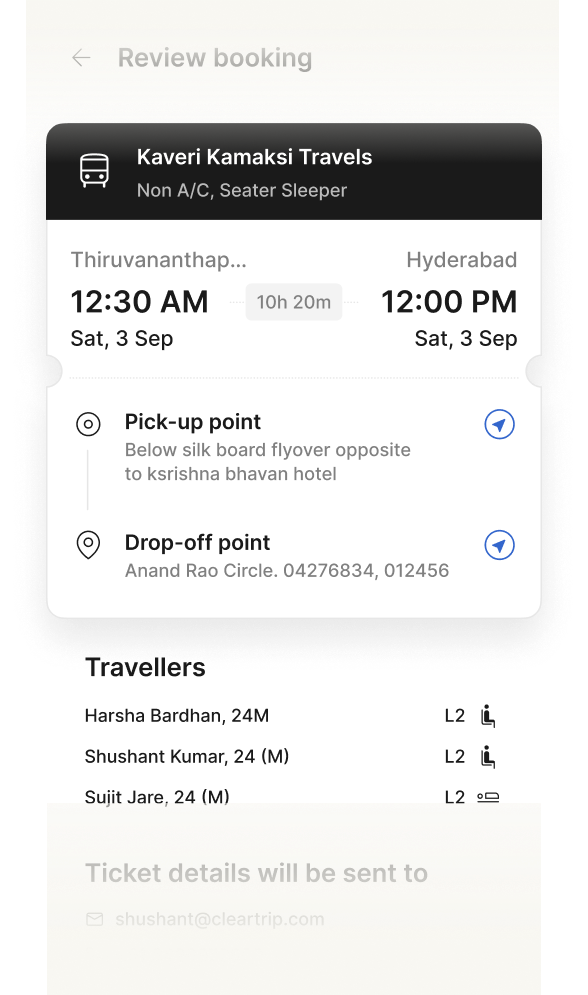 Review booking
Kaveri Kamaksi Travels
Non A/C, Seater Sleeper
Thiruvananthap... Hyderabad
12:30 AM 10h 20m 12:00 PM
Sat, 3 Sep Sat, 3 Sep
Pick-up point
Below silk board flyover opposite
to ksrishna bhavan hotel
Drop-off point
Anand Rao Circle. 04276834, 012456
Travellers
Harsha Bardhan, 24M L2
Shushant Kumar, 24 (M) L2
Sujit Jare, 24 (M) L2
Ticket details will be sent to
shushant@cleartrip.com